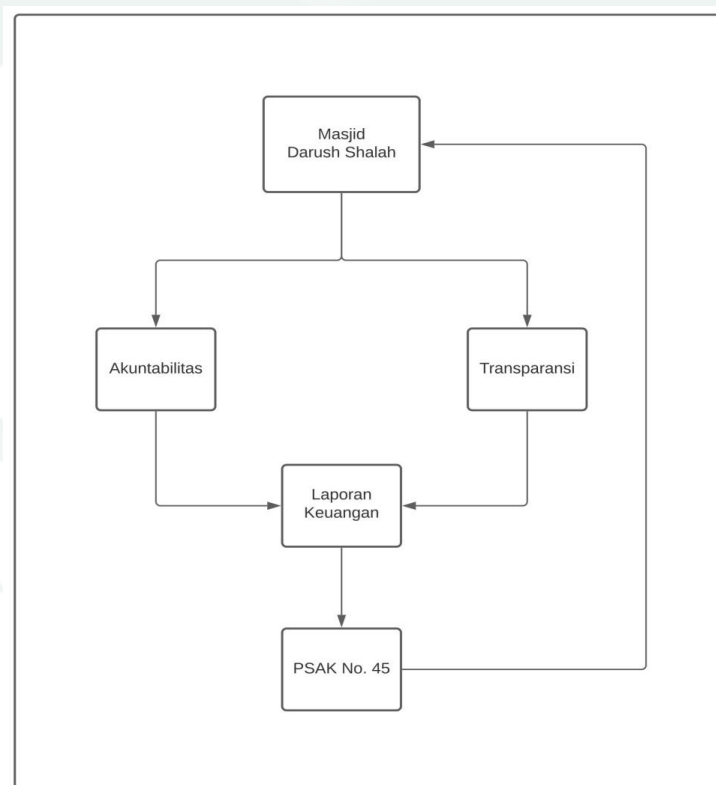 Masjid
Darush Shalah
Akuntabilitas
Transparansi
Laporan
Keuangan
PSAK No. 45